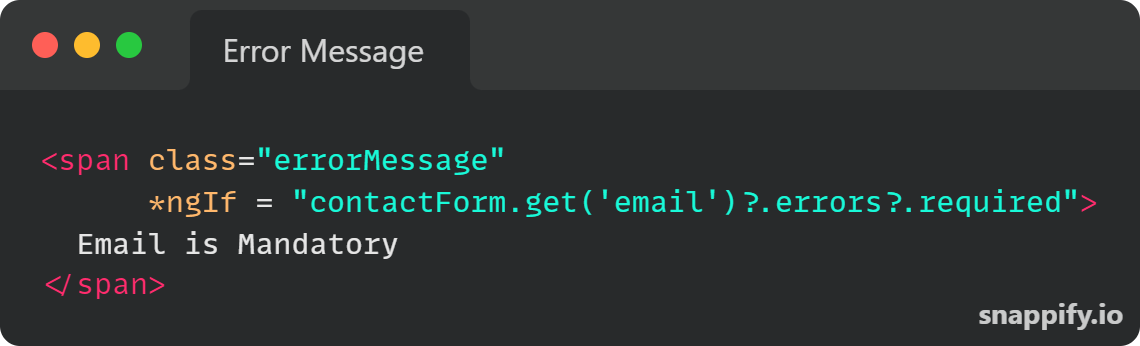 Error Message
<span class="errorMessage"
*ngIf = "contactForm.get('email')?.errors?.required">
Email is Mandatory
</span>
snappify.io